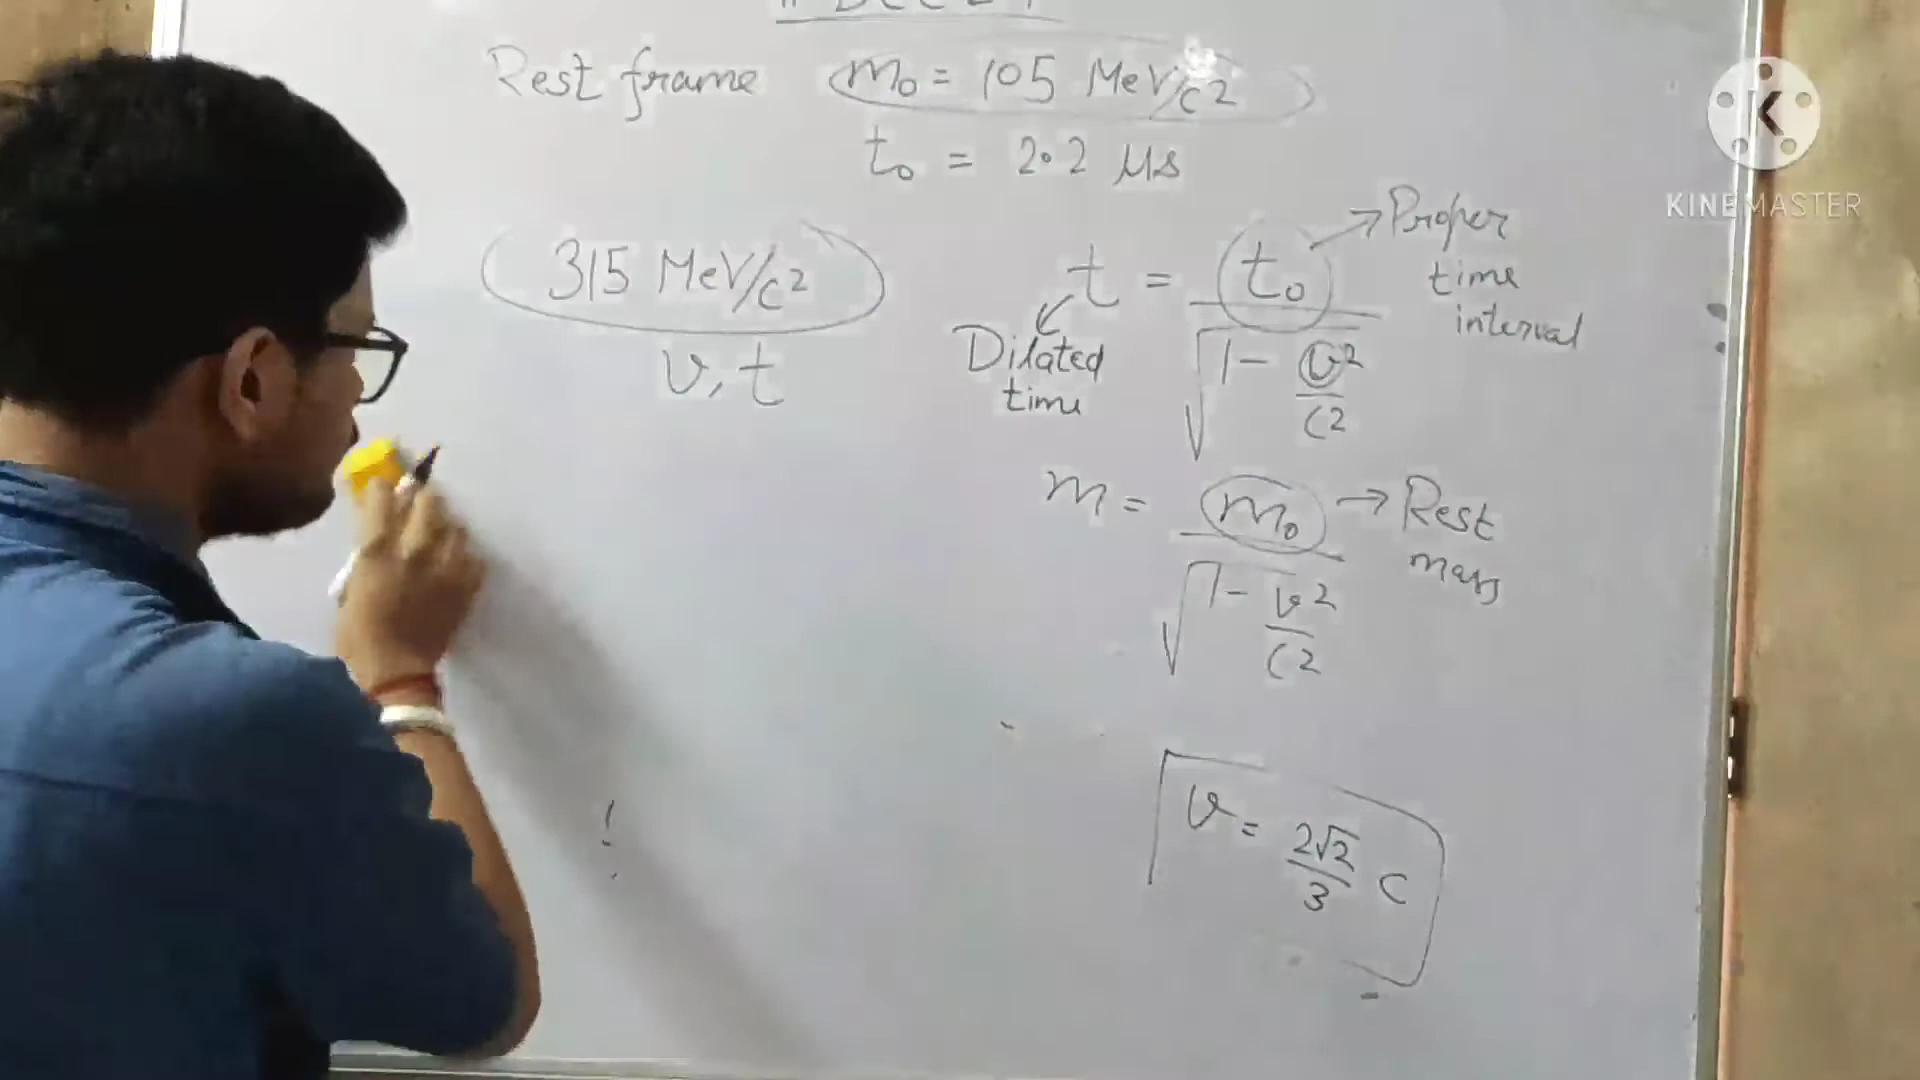 Rest frame m₀ = 105 MeV/c²
t₀ = 2.2 μs
315 MeV/c²
v, t
t = t₀ / √(1 - v²/c²)
→ Proper
time
interval
Dilated
time
m = m₀ / √(1 - v²/c²)
→ Rest
mass
v = 2√2/3 c
K
KINEMASTER